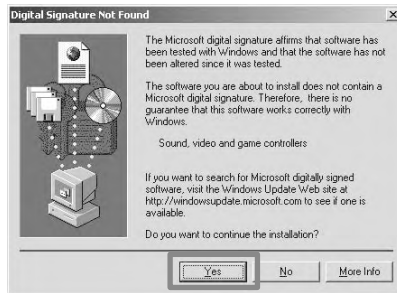 Digital Signature Not Found
The Microsoft digital signature affirms that software has
been tested with Windows and that the software has not
been altered since it was tested.
The software you are about to install does not contain a
Microsoft digital signature. Therefore, there is no
guarantee that this software works correctly with
Windows.
Sound, video and game controllers
If you want to search for Microsoft digitally signed
software, visit the Windows Update Web site at
http://windowsupdate.microsoft.com to see if one is
available.
Do you want to continue the installation?
Yes No More Info